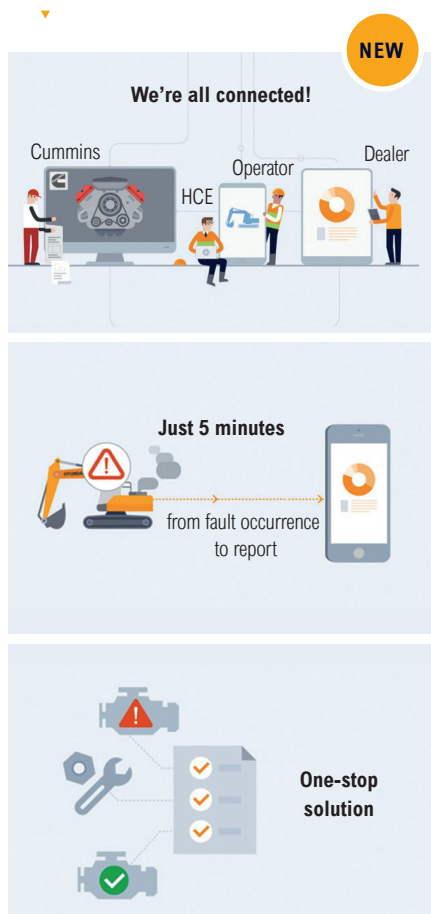 NEW
We're all connected!
Cummins
Operator
Dealer
HCE
Just 5 minutes
HYUNDAI
from fault occurrence
to report
One-stop
solution